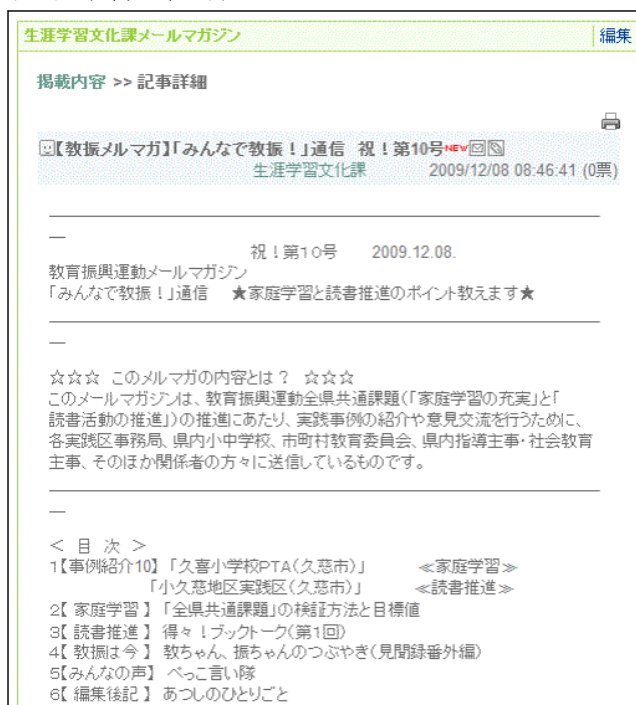 生涯学習文化課メールマガジン 編集
掲載内容 >> 記事詳細
【教振メルマガ】「みんなで教振！」通信 祝！第10号NEW
生涯学習文化課 2009/12/08 08:46:41 (0票)
祝！第10号 2009.12.08.
教育振興運動メールマガジン
「みんなで教振！」通信 ★家庭学習と読書推進のポイント教えます★
☆☆☆ このメルマガの内容とは？ ☆☆☆
このメールマガジンは、教育振興運動全県共通課題（「家庭学習の充実」と「
読書活動の推進」）の推進にあたり、実践事例の紹介や意見交流を行うために、
各実践区事務局、県内小中学校、市町村教育委員会、県内指導主事・社会教育
主事、そのほか関係者の方々に送信しているものです。
＜ 目 次 ＞
1【事例紹介10】「久喜小学校PTA（久慈市）」 ≪家庭学習≫
「小久慈地区実践区（久慈市）」 ≪読書推進≫
2【 家庭学習 】「全県共通課題」の検証方法と目標値
3【 読書推進 】 得々！ブックトーク（第1回）
4【 教振は今 】 教ちゃん、振ちゃんのつぶやき（見聞録番外編）
5【みんなの声】 ぺっこ言い隊
6【 編集後記 】 あつしのひとりごと